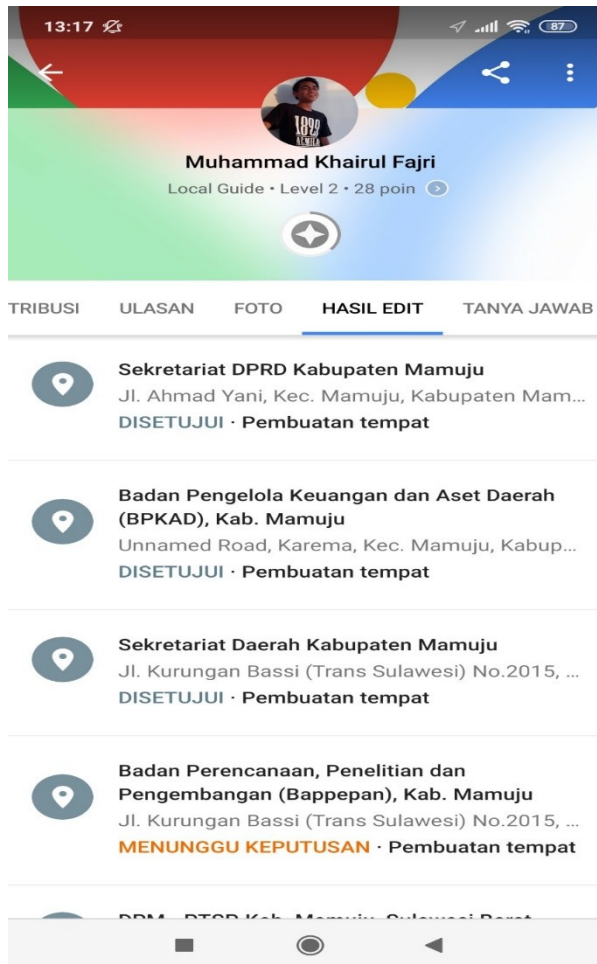 13:17
87
Muhammad Khairul Fajri
Local Guide • Level 2 • 28 poin
TRIBUSI ULASAN FOTO HASIL EDIT TANYA JAWAB
Sekretariat DPRD Kabupaten Mamuju
Jl. Ahmad Yani, Kec. Mamuju, Kabupaten Mam...
DISETUJUI · Pembuatan tempat
Badan Pengelola Keuangan dan Aset Daerah
(BPKAD), Kab. Mamuju
Unnamed Road, Karema, Kec. Mamuju, Kabup...
DISETUJUI · Pembuatan tempat
Sekretariat Daerah Kabupaten Mamuju
Jl. Kurungan Bassi (Trans Sulawesi) No.2015, ...
DISETUJUI · Pembuatan tempat
Badan Perencanaan, Penelitian dan
Pengembangan (Bappepan), Kab. Mamuju
Jl. Kurungan Bassi (Trans Sulawesi) No.2015, ...
MENUNGGU KEPUTUSAN · Pembuatan tempat
Kab. Mamuju, Sulawesi Barat